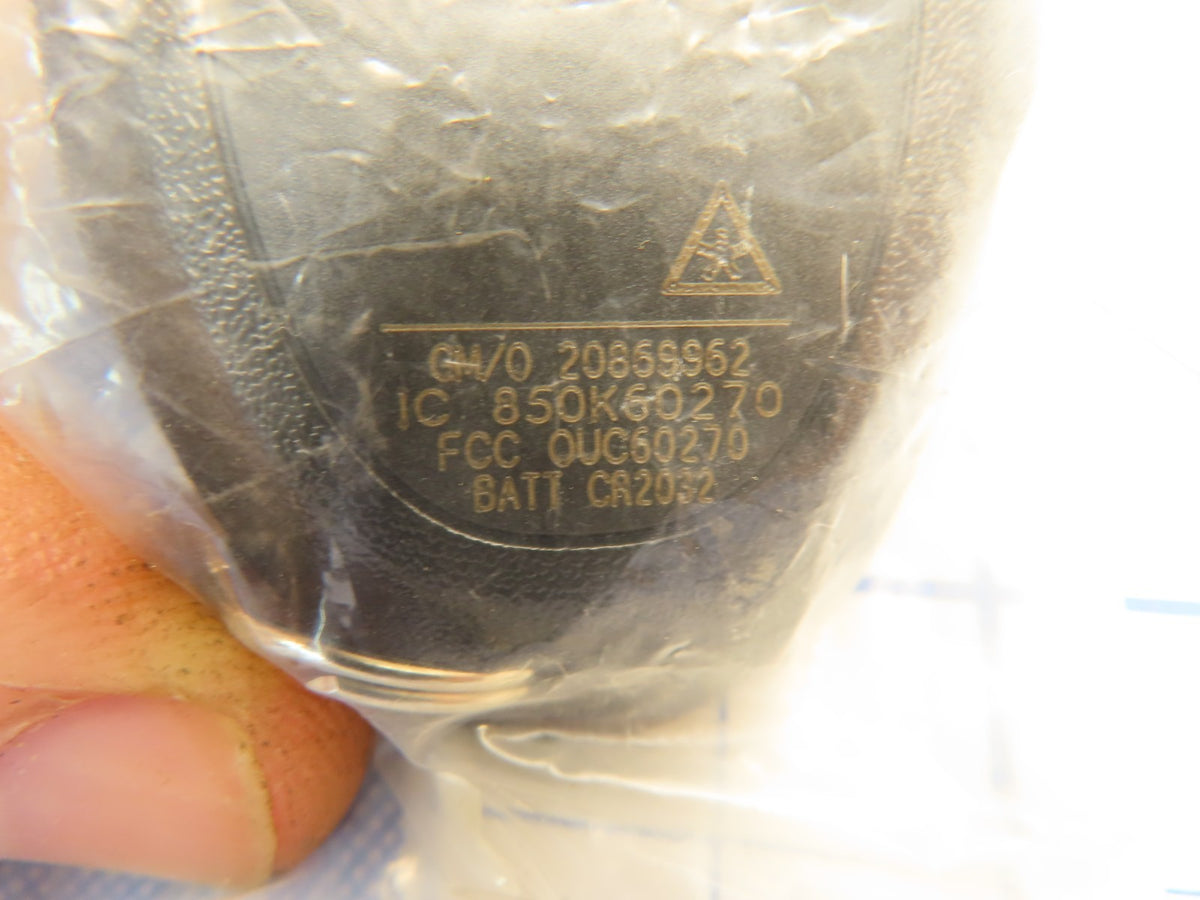 GM/O 20869962
IC 850K60270
FCC OUC60270
BATT CR2032